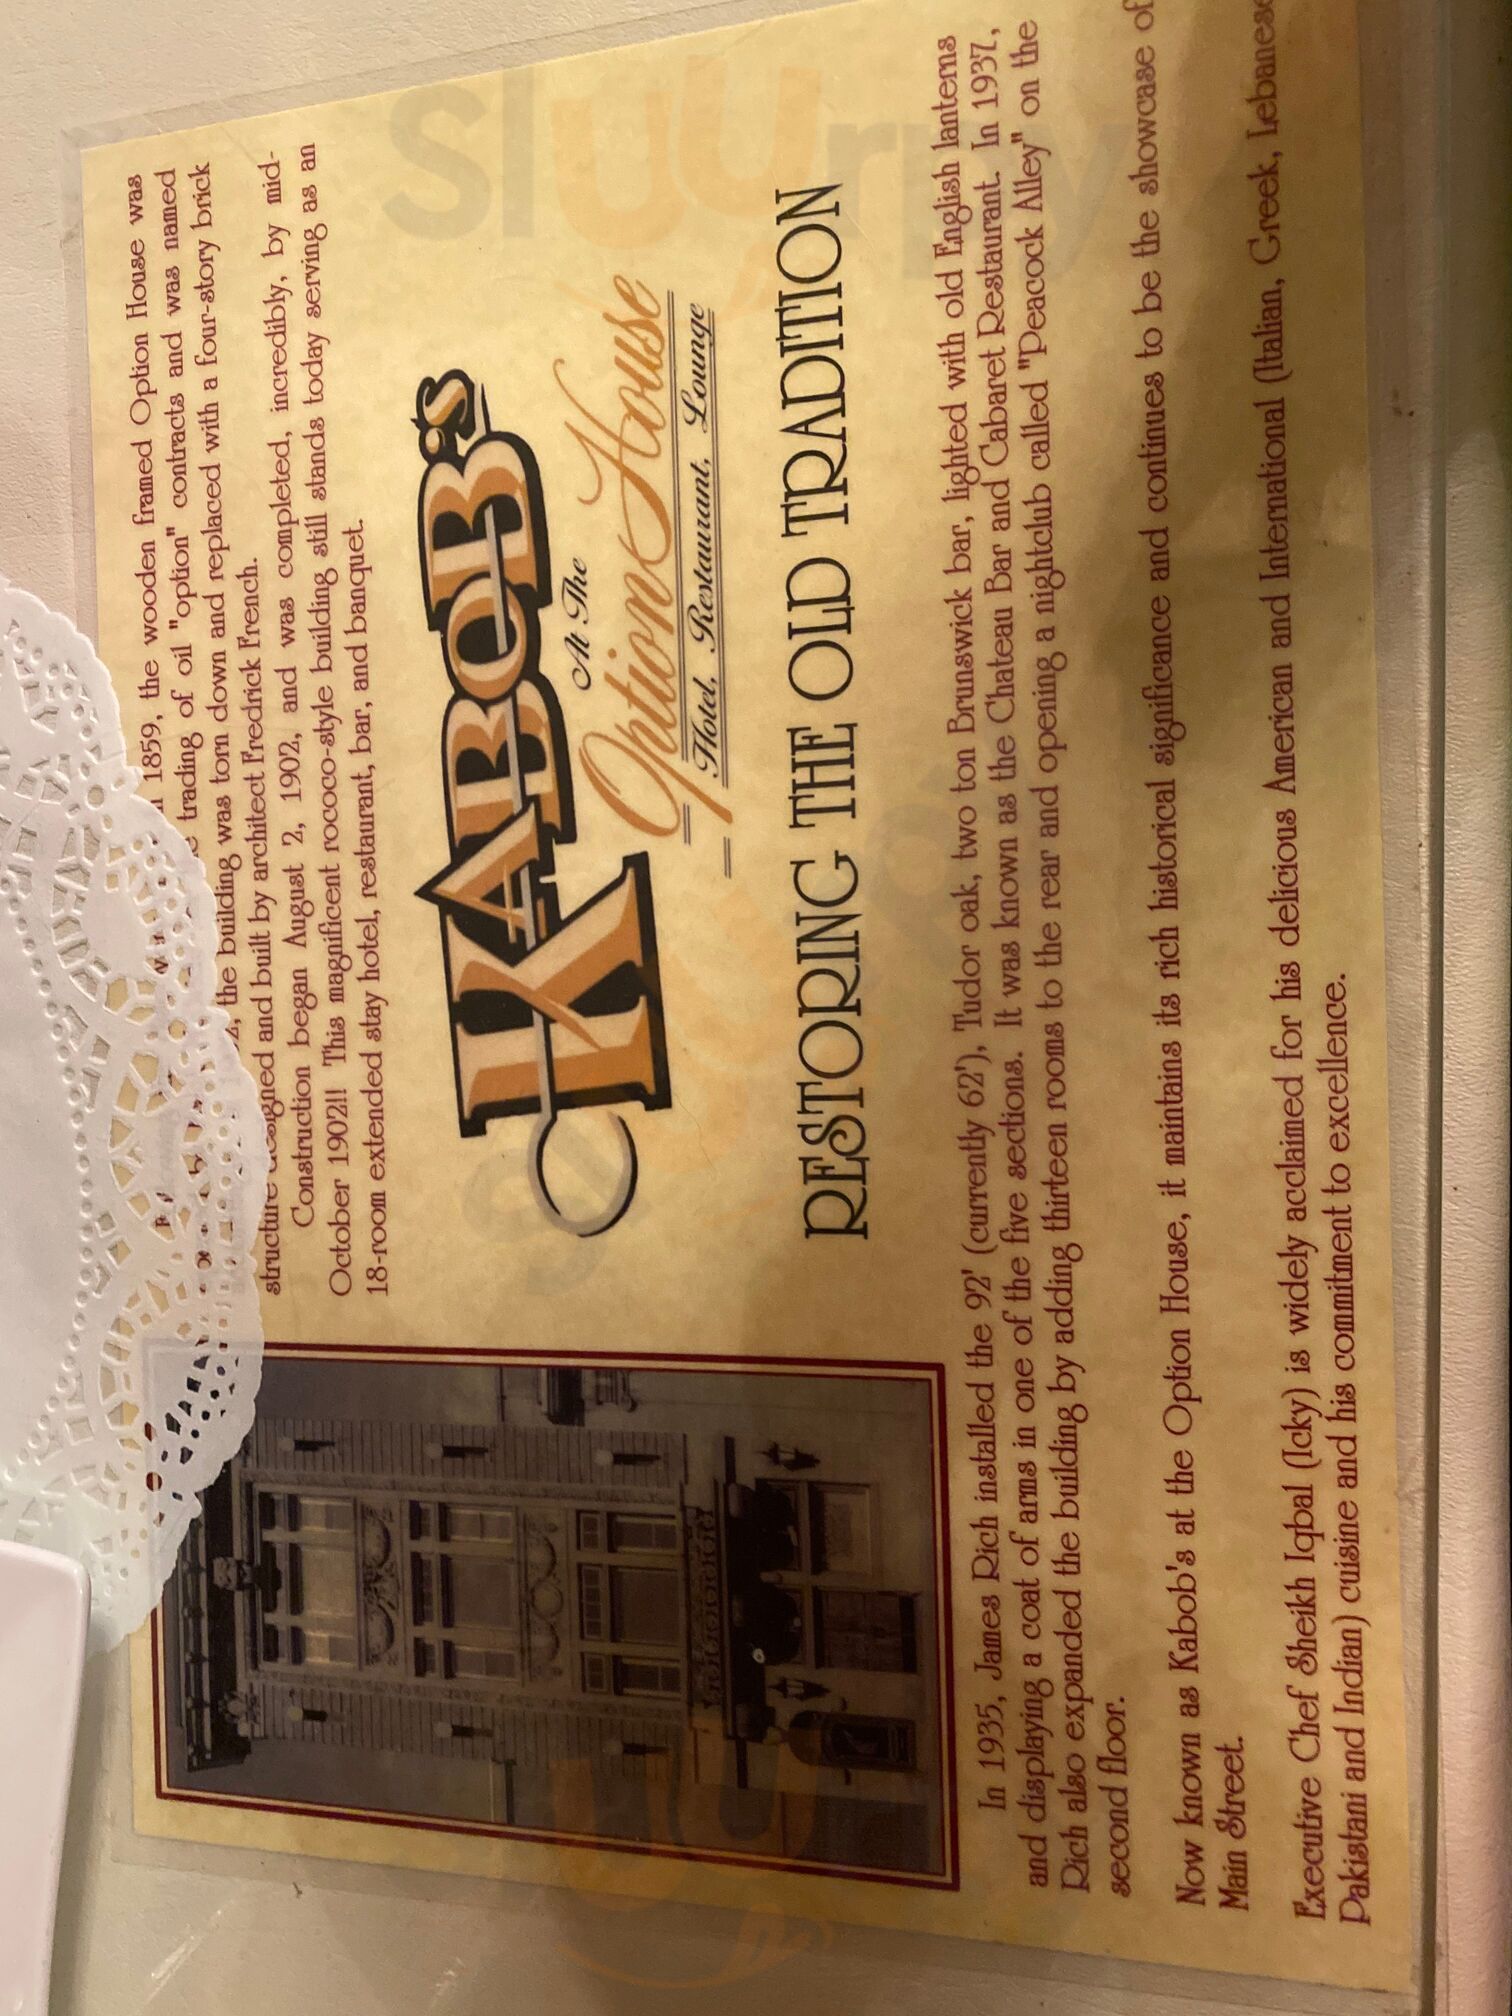 1859, the wooden framed Option House was
trading of oil "option" contracts and was named
the building was torn down and replaced with a four-story brick
structure designed and built by architect Fredrick French.
Construction began August 2, 1902, and was completed, incredibly, by mid-
October 1902!! This magnificent rococo-style building still stands today serving as an
18-room extended stay hotel, restaurant, bar, and banquet.
KABOB's
At The
Option House
Hotel, Restaurant, Lounge
RESTORING THE OLD TRADITION
In 1935, James Rich installed the 92' (currently 62'), Tudor oak, two ton Brunswick bar, lighted with old English lanterns
and displaying a coat of arms in one of the five sections. It was known as the Chateau Bar and Cabaret Restaurant. In 1937,
Rich also expanded the building by adding thirteen rooms to the rear and opening a nightclub called "Peacock Alley" on the
second floor.
Now known as Kabob's at the Option House, it maintains its rich historical significance and continues to be the showcase of
Main Street.
Executive Chef Sheikh Iqbal (Icky) is widely acclaimed for his delicious American and International (Italian, Greek, Lebanese
Pakistani and Indian) cuisine and his commitment to excellence.
sluurpy